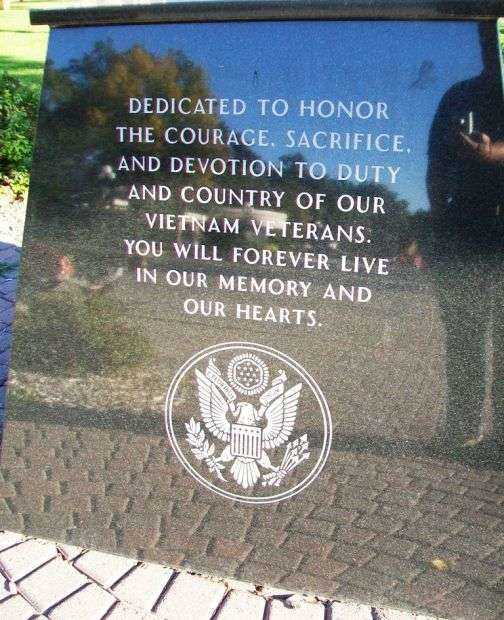 DEDICATED TO HONOR
THE COURAGE, SACRIFICE,
AND DEVOTION TO DUTY
AND COUNTRY OF OUR
VIETNAM VETERANS.
YOU WILL FOREVER LIVE
IN OUR MEMORY AND
OUR HEARTS.